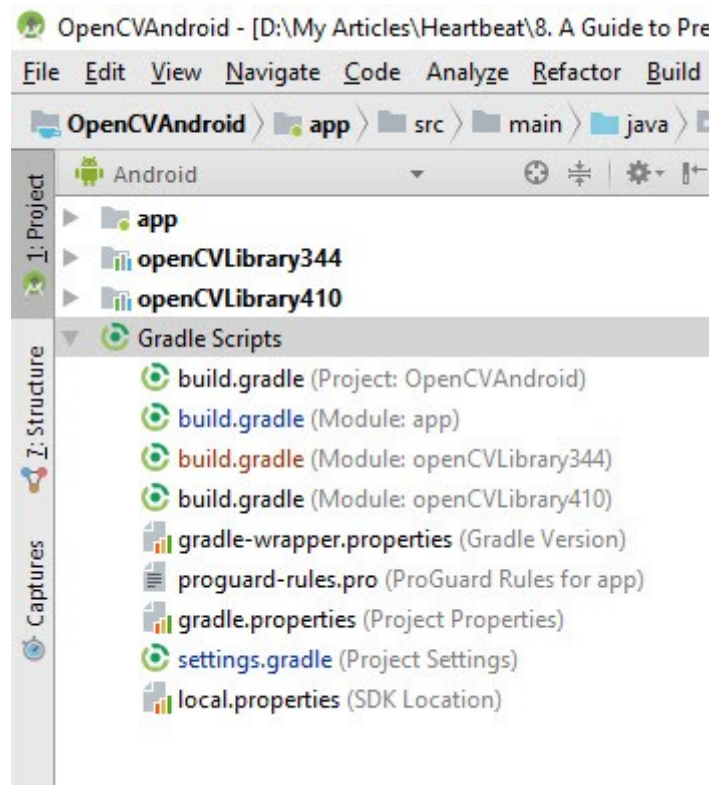 OpenCVAndroid - [D:\My Articles\Heartbeat\8. A Guide to Pre
File Edit View Navigate Code Analyze Refactor Build
OpenCVAndroid app src main java
Android
1: Project
7: Structure
Captures
app
openCVLibrary344
openCVLibrary410
Gradle Scripts
build.gradle (Project: OpenCVAndroid)
build.gradle (Module: app)
build.gradle (Module: openCVLibrary344)
build.gradle (Module: openCVLibrary410)
gradle-wrapper.properties (Gradle Version)
proguard-rules.pro (ProGuard Rules for app)
gradle.properties (Project Properties)
settings.gradle (Project Settings)
local.properties (SDK Location)